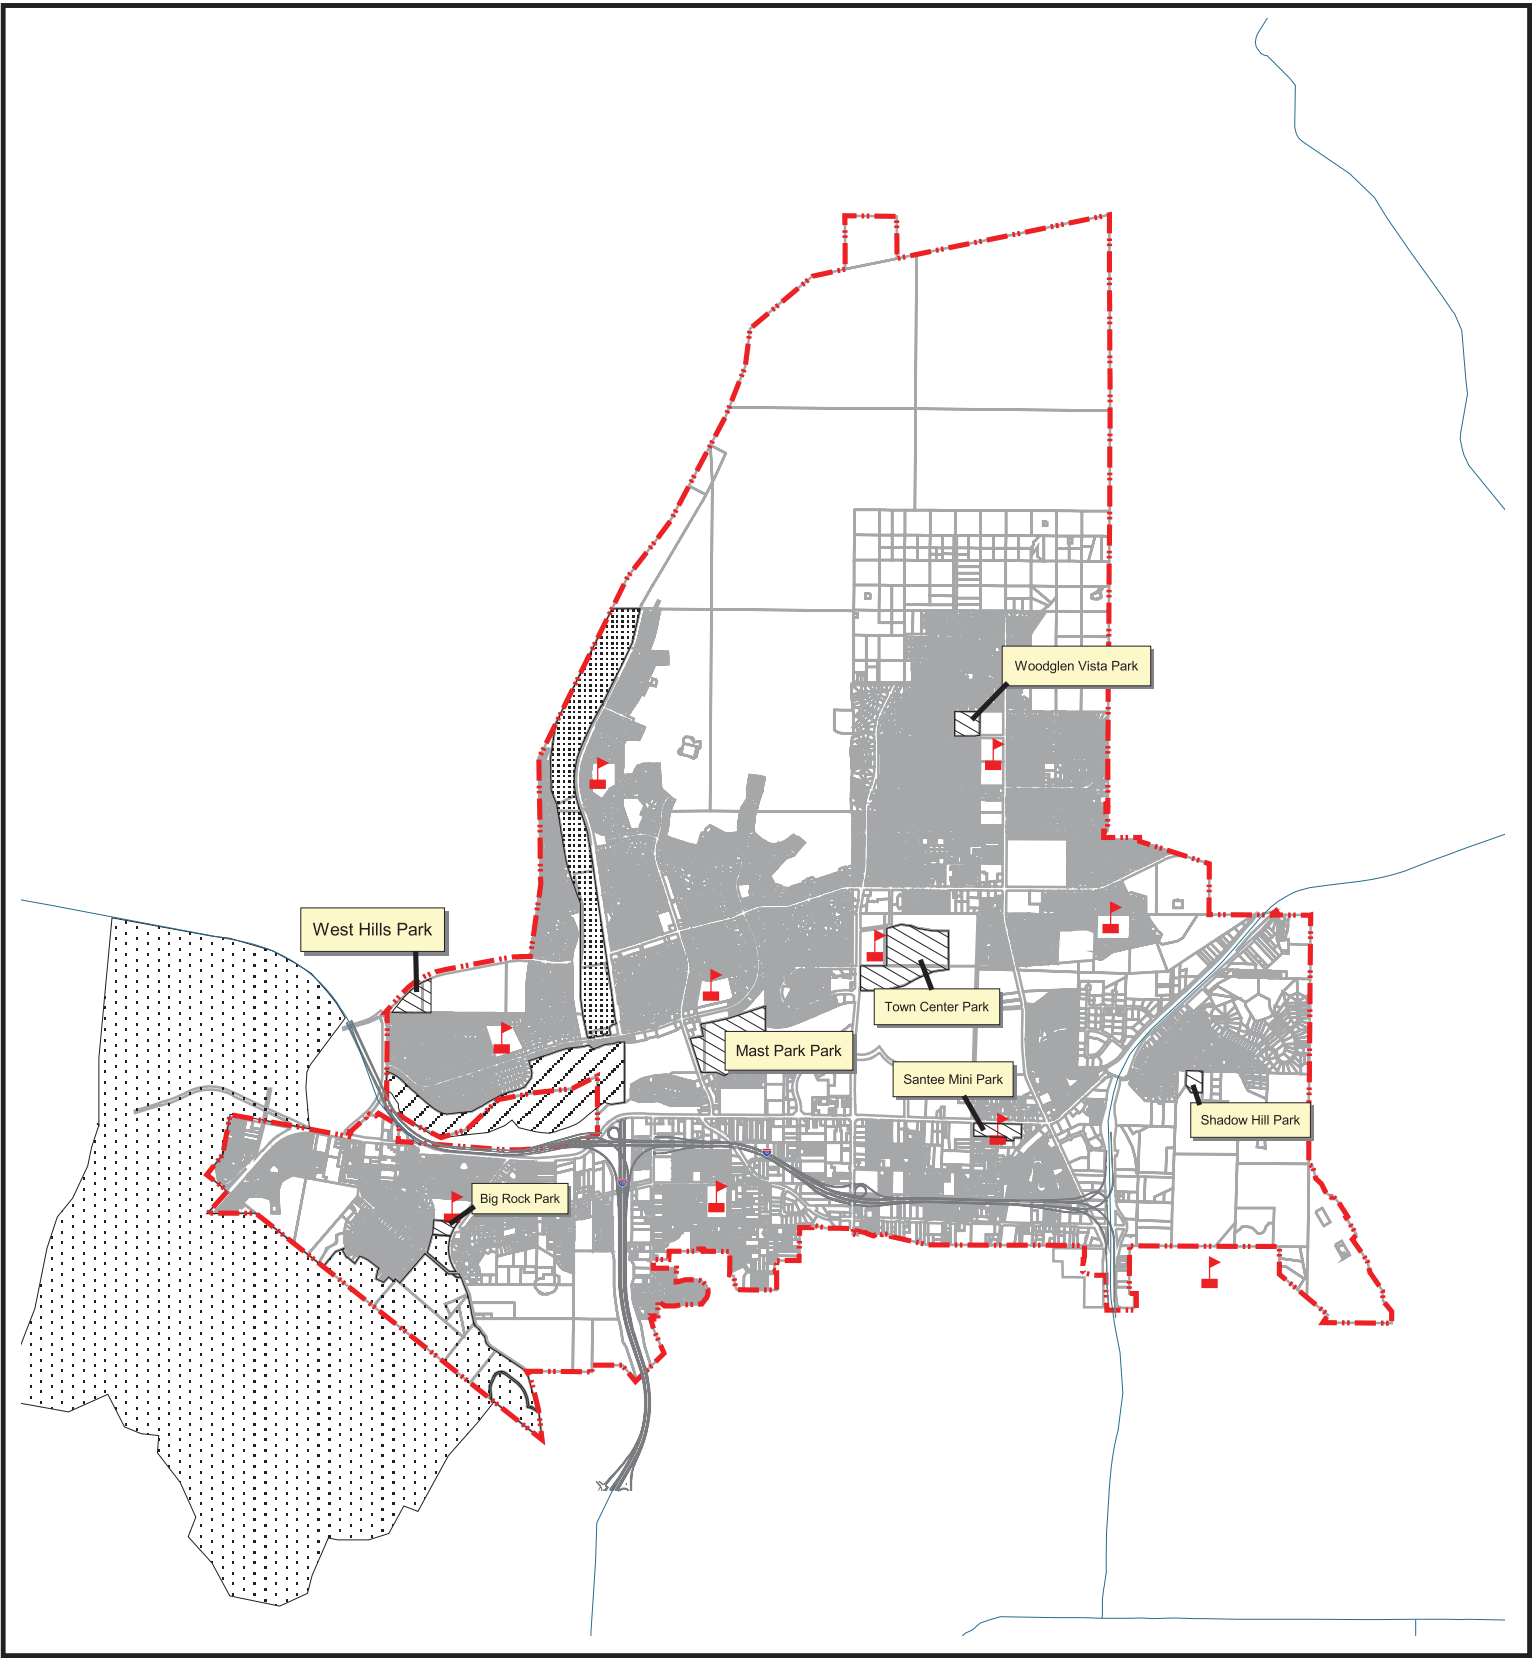 Woodglen Vista Park
West Hills Park
Town Center Park
Mast Park Park
Santee Mini Park
Shadow Hill Park
Big Rock Park